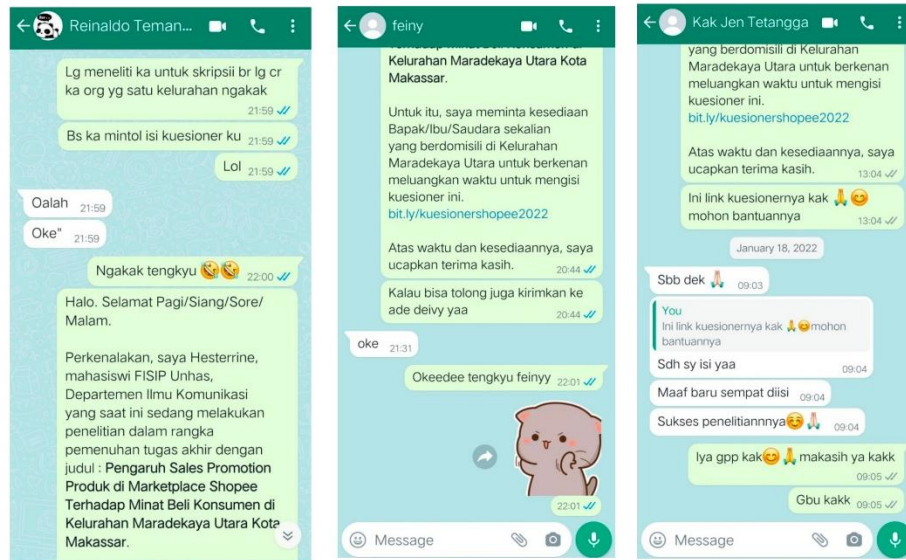 Reinaldo Teman...
Lg meneliti ka untuk skripsii br lg cr
ka org yg satu kelurahan ngakak
21:59
Bs ka mintol isi kuesioner ku 21:59
Lol 21:59
Oalah 21:59
Oke" 21:59
Ngakak tengkyu 🤣🤣 22:00
Halo. Selamat Pagi/Siang/Sore/
Malam.
Perkenalakan, saya Hesterrine,
mahasiswi FISIP Unhas,
Departemen Ilmu Komunikasi
yang saat ini sedang melakukan
penelitian dalam rangka
pemenuhan tugas akhir dengan
judul : Pengaruh Sales Promotion
Produk di Marketplace Shopee
Terhadap Minat Beli Konsumen di
Kelurahan Maradekaya Utara Kota
Makassar.
feiny
Terhadap Minat Beli Konsumen di
Kelurahan Maradekaya Utara Kota
Makassar.
Untuk itu, saya meminta kesediaan
Bapak/Ibu/Saudara sekalian
yang berdomisili di Kelurahan
Maradekaya Utara untuk berkenan
meluangkan waktu untuk mengisi
kuesioner ini.
bit.ly/kuesionershopee2022
Atas waktu dan kesediaannya, saya
ucapkan terima kasih. 20:44
Kalau bisa tolong juga kirimkan ke
ade deivy yaa 20:44
oke 21:31
Okeedee tengkyu feinyy 22:01
22:01
Message
Kak Jen Tetangga
yang berdomisili di Kelurahan
Maradekaya Utara untuk berkenan
meluangkan waktu untuk mengisi
kuesioner ini.
bit.ly/kuesionershopee2022
Atas waktu dan kesediaannya, saya
ucapkan terima kasih. 13:04
Ini link kuesionernya kak 🙏😊
mohon bantuannya 13:04
January 18, 2022
Sbb dek 🙏🏻 09:03
You
Ini link kuesionernya kak 🙏😊mohon
bantuannya
Sdh sy isi yaa 09:04
Maaf baru sempat diisi 09:04
Sukses penelitiannnya☺️🙏🏻 09:04
Iya gpp kak😊🙏 makasih ya kakk
09:05
Gbu kakk 09:05
Message